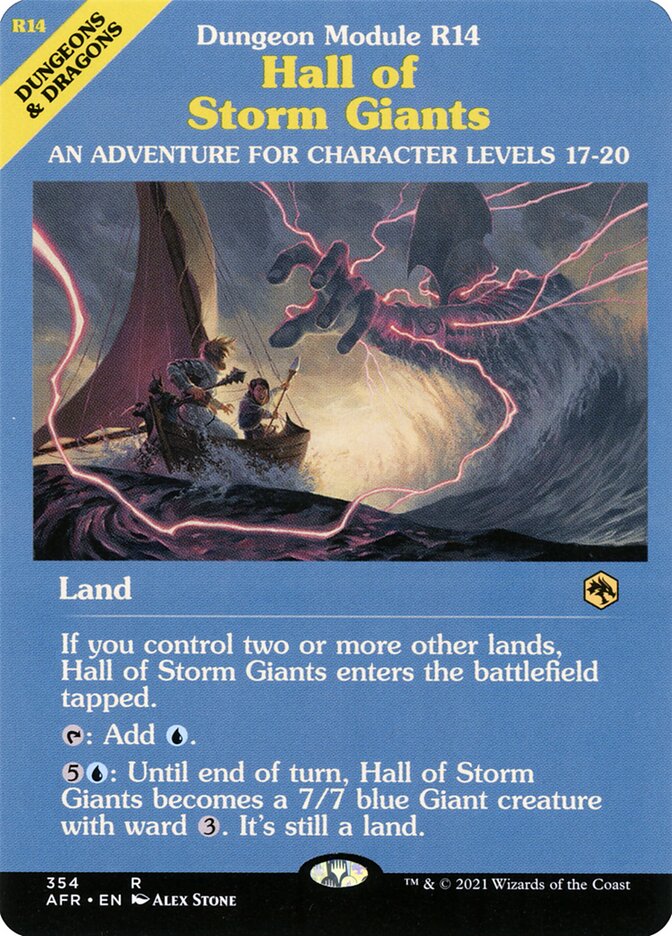 R14
DUNGEONS
& DRAGONS
Dungeon Module R14
Hall of
Storm Giants
AN ADVENTURE FOR CHARACTER LEVELS 17-20
Land
If you control two or more other lands,
Hall of Storm Giants enters the battlefield
tapped.
: Add .
5: Until end of turn, Hall of Storm
Giants becomes a 7/7 blue Giant creature
with ward 3. It's still a land.
354 R
AFR • EN ALEX STONE
™ & © 2021 Wizards of the Coast